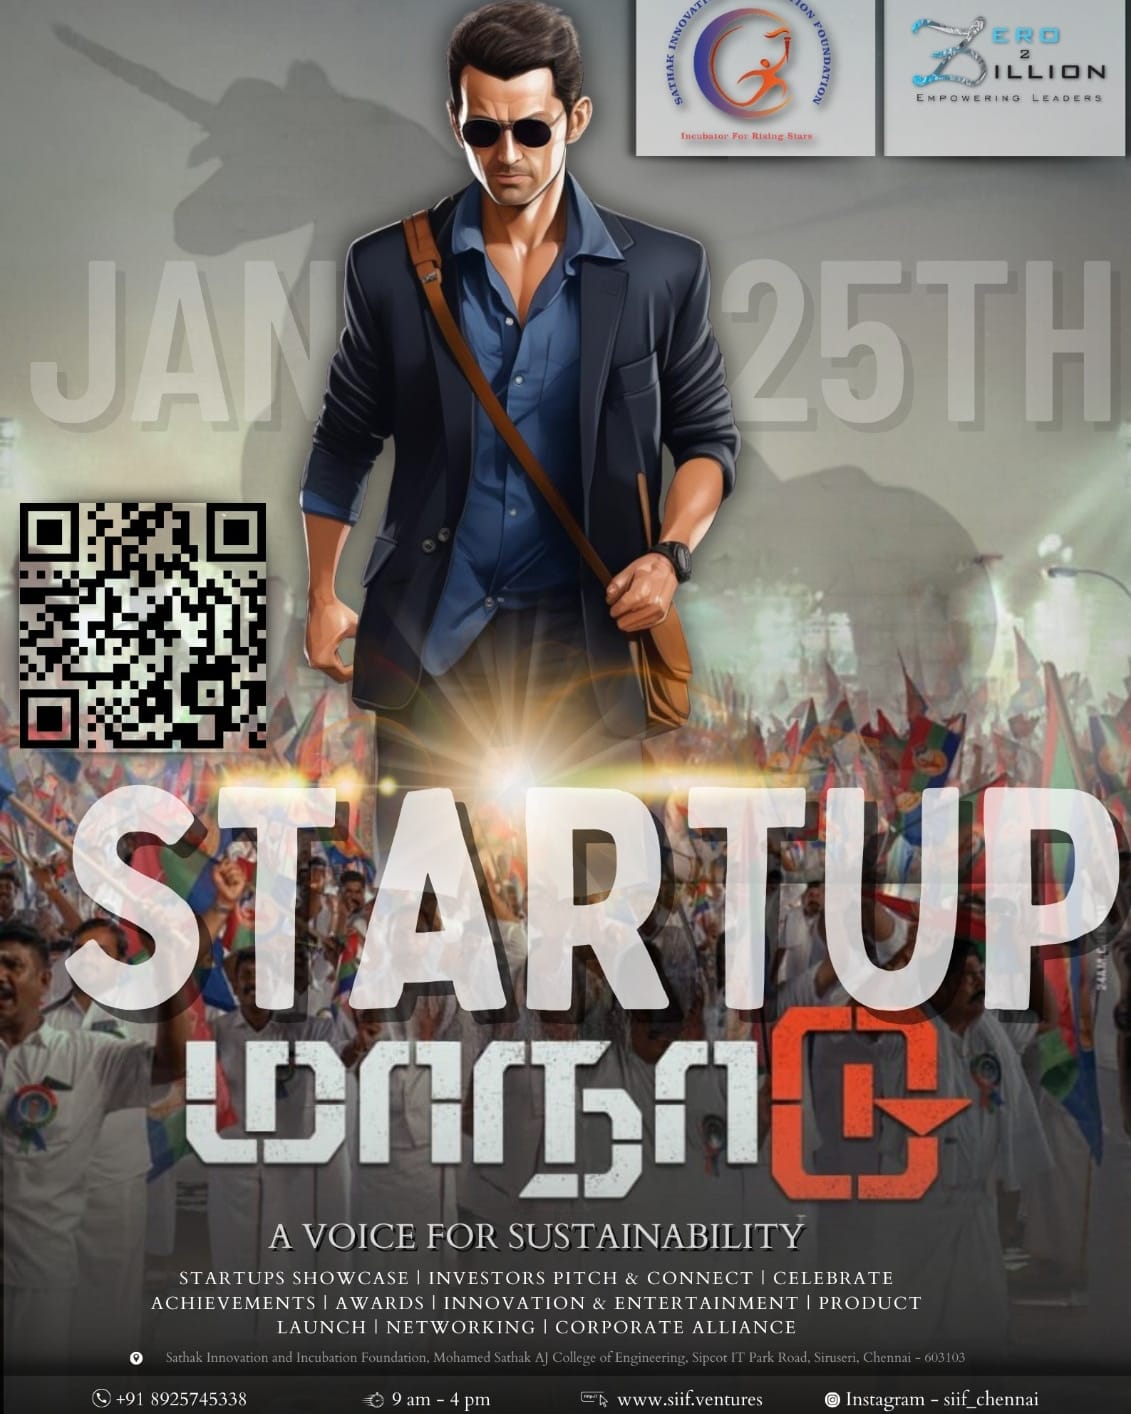 SATHAK INNOVATION FOUNDATION
Incubator For Rising Stars
ZERO
2
BILLION
EMPOWERING LEADERS
JAN 25TH
STARTUP
மாநாடு
A VOICE FOR SUSTAINABILITY
STARTUPS SHOWCASE | INVESTORS PITCH & CONNECT | CELEBRATE
ACHIEVEMENTS | AWARDS | INNOVATION & ENTERTAINMENT | PRODUCT
LAUNCH | NETWORKING | CORPORATE ALLIANCE
Sathak Innovation and Incubation Foundation, Mohamed Sathak AJ College of Engineering, Sipcot IT Park Road, Siruseri, Chennai - 603103
+91 8925745338 9 am - 4 pm www.siif.ventures Instagram - siif_chennai